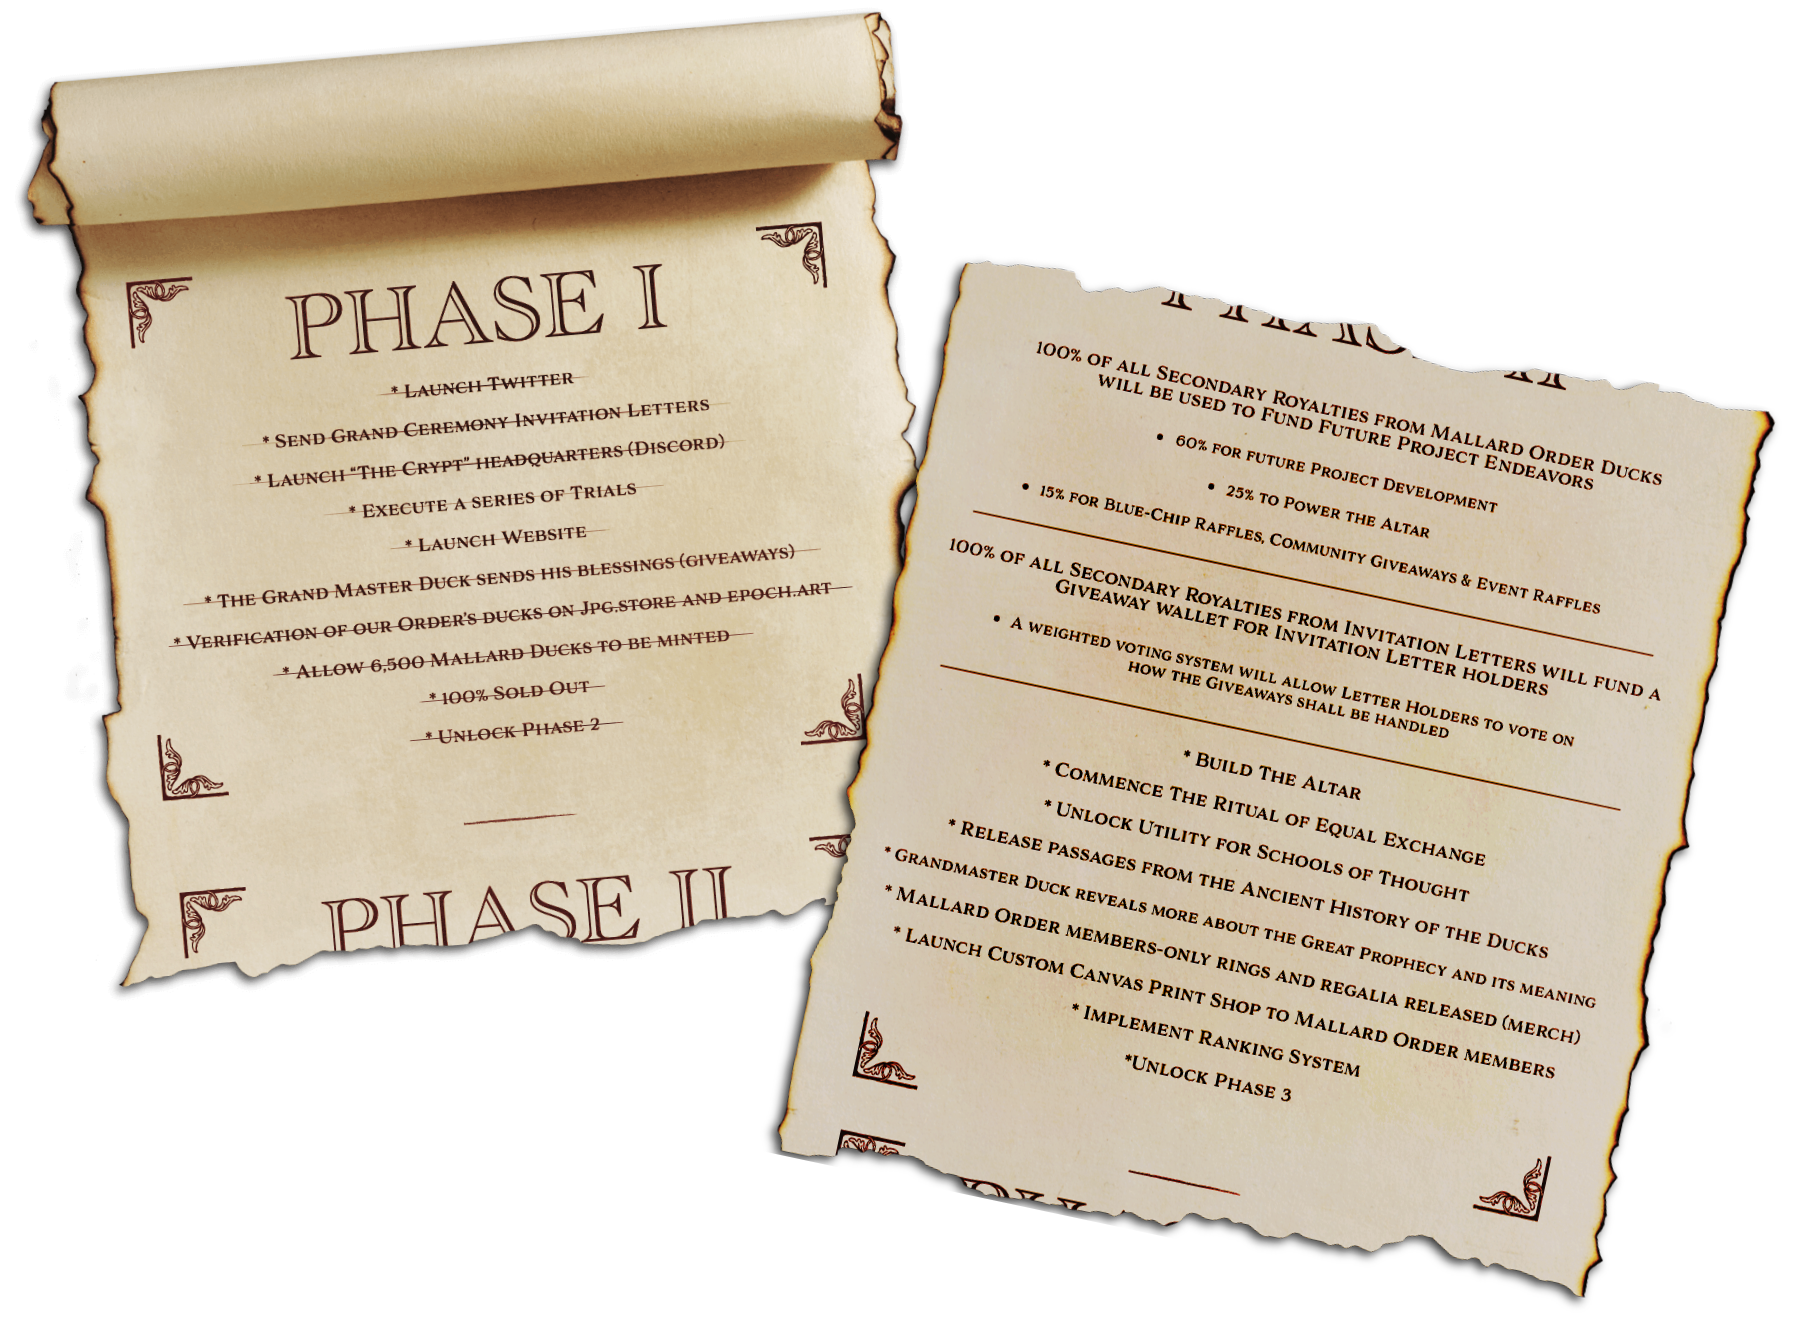 PHASE I
* Launch Twitter
* Send Grand Ceremony Invitation Letters
* Launch “The Crypt” headquarters (Discord)
* Execute a series of Trials
* Launch Website
* The Grand Master Duck sends his blessings (giveaways)
* Verification of our Order's ducks on Jpg.store and epoch.art
* Allow 6,500 Mallard Ducks to be minted
* 100% Sold Out
* Unlock Phase 2
PHASE II
PHASE II
100% of all Secondary Royalties from Mallard Order Ducks
will be used to Fund Future Project Endeavors
• 60% for future Project Development
• 25% to Power the Altar
• 15% for Blue-Chip Raffles, Community Giveaways & Event Raffles
100% of all Secondary Royalties from Invitation Letters will fund a
Giveaway wallet for Invitation Letter holders
• A weighted voting system will allow Letter Holders to vote on
how the Giveaways shall be handled
* Build The Altar
* Commence The Ritual of Equal Exchange
* Unlock Utility for Schools of Thought
* Release passages from the Ancient History of the Ducks
* Grandmaster Duck reveals more about the Great Prophecy and its meaning
* Mallard Order members-only rings and regalia released (merch)
* Launch Custom Canvas Print Shop to Mallard Order members
* Implement Ranking System
*Unlock Phase 3